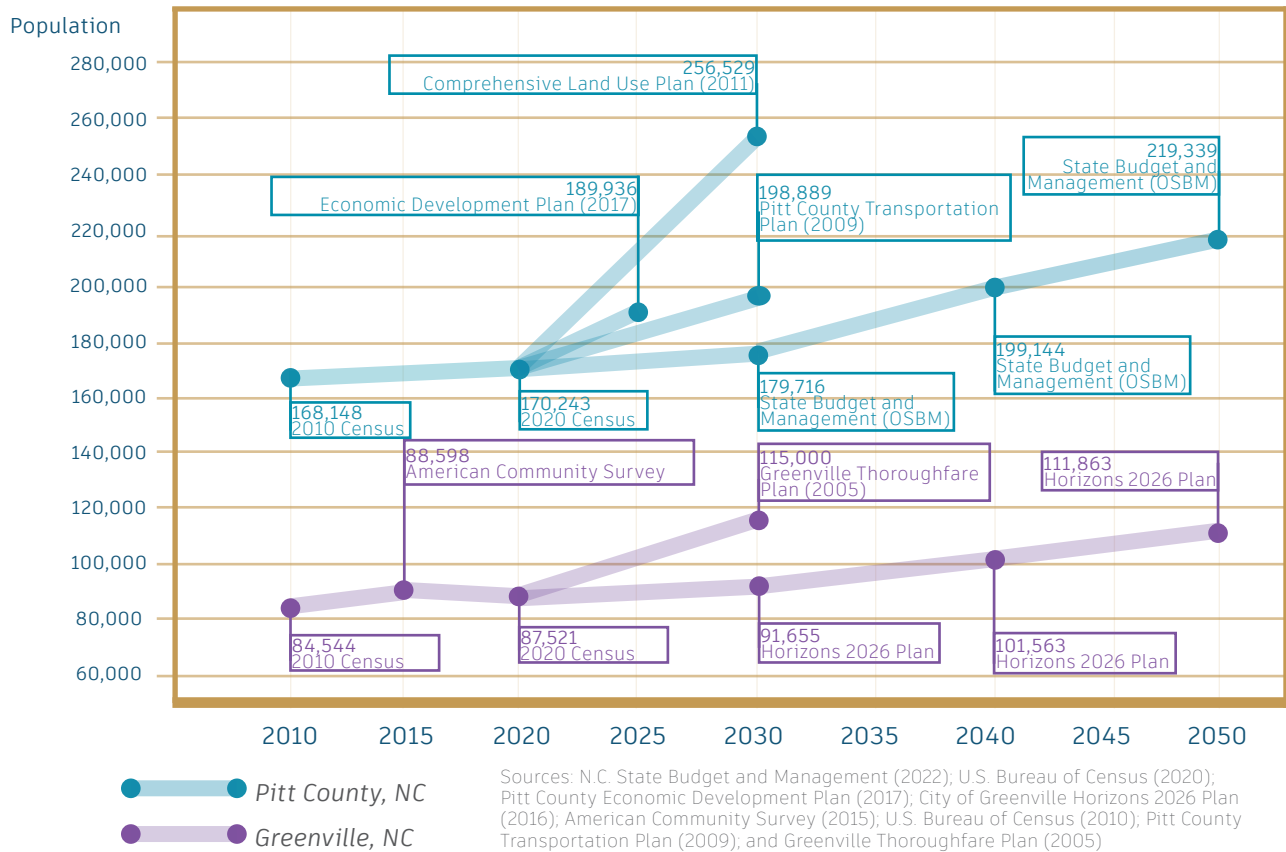 Population
280,000
260,000
240,000
220,000
200,000
180,000
160,000
140,000
120,000
100,000
80,000
60,000
256,529
Comprehensive Land Use Plan (2011)
189,936
Economic Development Plan (2017)
198,889
Pitt County Transportation
Plan (2009)
219,339
State Budget and
Management (OSBM)
199,144
State Budget and
Management (OSBM)
179,716
State Budget and
Management (OSBM)
168,148
2010 Census
170,243
2020 Census
88,598
American Community Survey
115,000
Greenville Thoroughfare
Plan (2005)
111,863
Horizons 2026 Plan
84,544
2010 Census
87,521
2020 Census
91,655
Horizons 2026 Plan
101,563
Horizons 2026 Plan
2010 2015 2020 2025 2030 2035 2040 2045 2050
Pitt County, NC
Greenville, NC
Sources: N.C. State Budget and Management (2022); U.S. Bureau of Census (2020);
Pitt County Economic Development Plan (2017); City of Greenville Horizons 2026 Plan
(2016); American Community Survey (2015); U.S. Bureau of Census (2010); Pitt County
Transportation Plan (2009); and Greenville Thoroughfare Plan (2005)